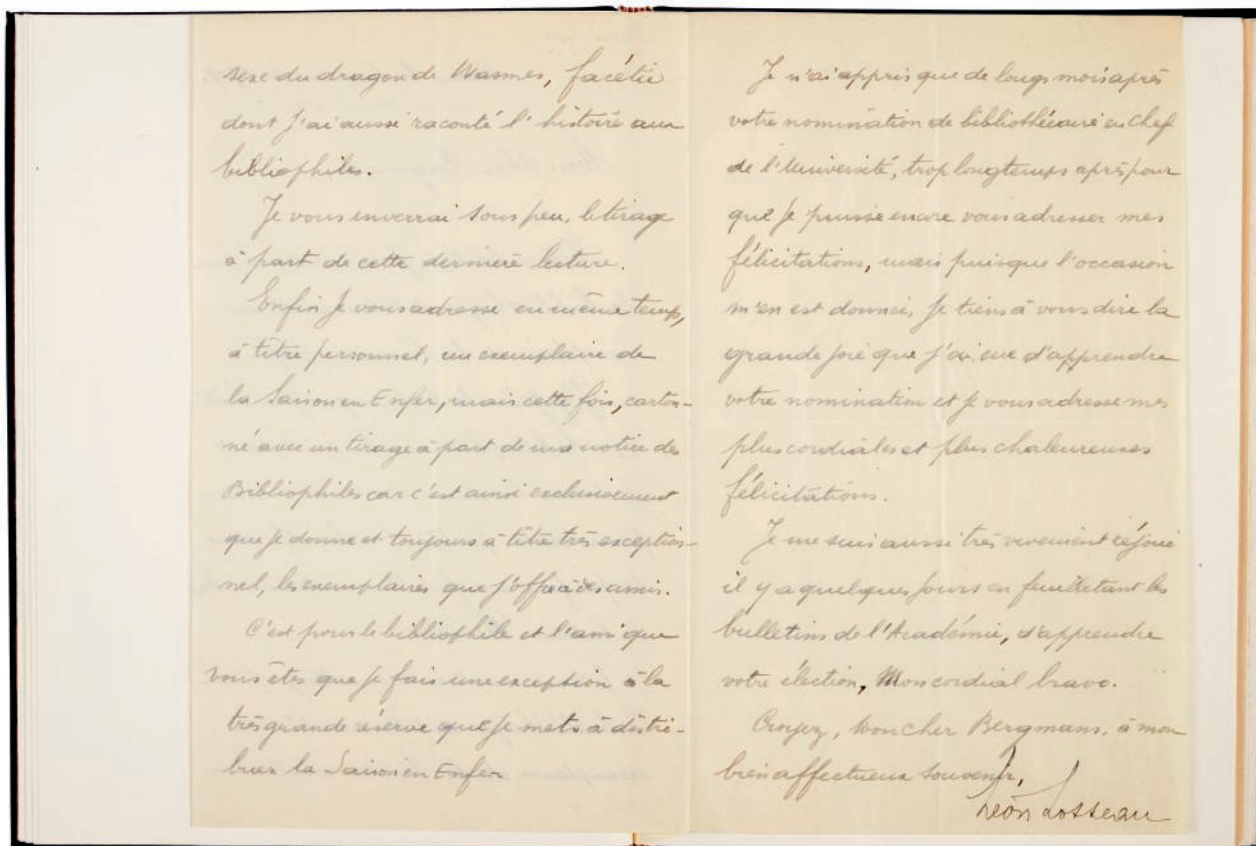 sexe du dragon de Wasmes, facétie
dont j'ai aussi raconté l'histoire aux
bibliophiles.
Je vous enverrai sous peu, le tirage
à part de cette dernière lecture.
Enfin je vous adresse en même temps,
à titre personnel, un exemplaire de
la Saison en Enfer, mais cette fois, carton-
né avec un tirage à part de ma notice des
Bibliophiles car c'est ainsi exclusivement
que je donne et toujours à titre très exception-
nel, les exemplaires que j'offre à des amis.
C'est pour le bibliophile et l'ami que
vous êtes que je fais une exception à la
très grande réserve que je mets à distri-
buer la Saison en Enfer
Je n'ai appris que de longs mois après
votre nomination de bibliothécaire en Chef
de l'Université, trop longtemps après pour
que je puisse encore vous adresser mes
félicitations, mais puisque l'occasion
m'en est donnée, je tiens à vous dire la
grande joie que j'ai eue d'apprendre
votre nomination et je vous adresse mes
plus cordiales et plus chaleureuses
félicitations.
Je me suis aussi très vivement réjoui
il y a quelques jours en feuilletant les
bulletins de l'Académie, d'apprendre
votre élection, Mon cordial bravo.
Croyez, Mon cher Bergmans, à mon
bien affectueux souvenir,
Léon Losseau